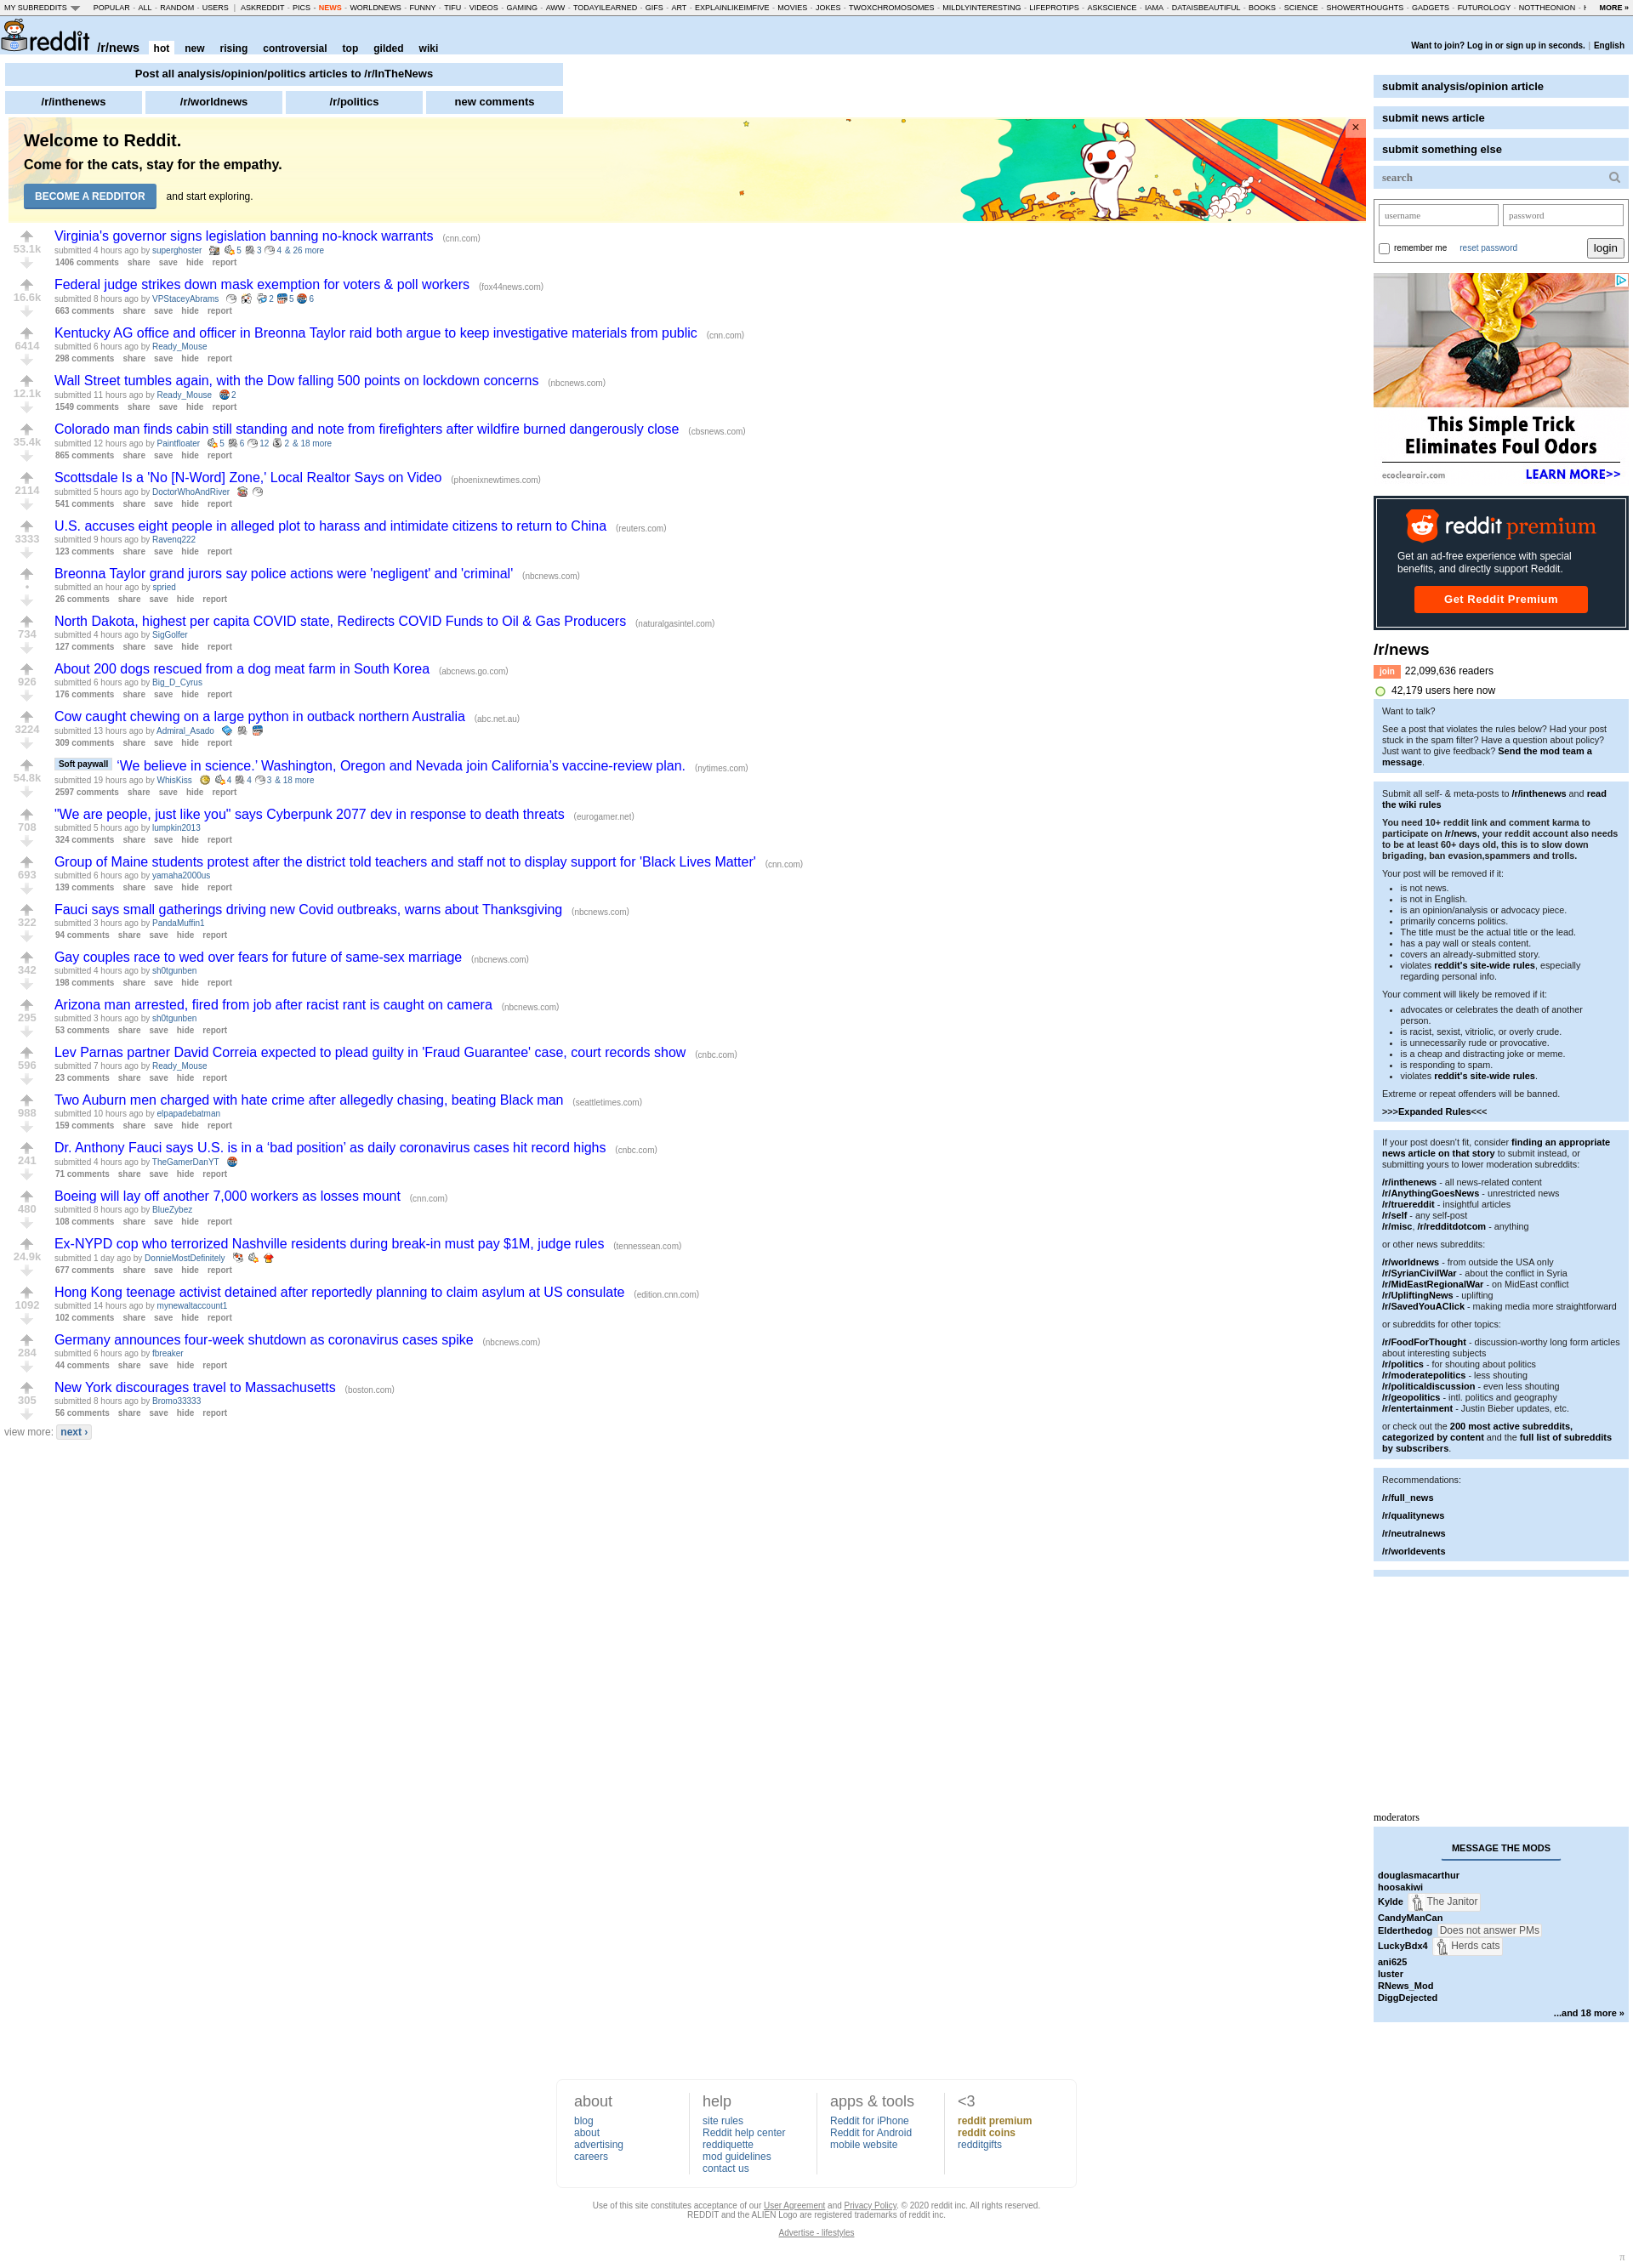 MY SUBREDDITS POPULAR - ALL - RANDOM - USERS | ASKREDDIT - PICS - NEWS - WORLDNEWS - FUNNY - TIFU - VIDEOS - GAMING - AWW - TODAYILEARNED - GIFS - ART - EXPLAINLIKEIMFIVE - MOVIES - JOKES - TWOXCHROMOSOMES - MILDLYINTERESTING - LIFEPROTIPS - ASKSCIENCE - IAMA - DATAISBEAUTIFUL - BOOKS - SCIENCE - SHOWERTHOUGHTS - GADGETS - FUTUROLOGY - NOTTHEONION - MORE »
reddit /r/news hot new rising controversial top gilded wiki
Want to join? Log in or sign up in seconds. | English
Post all analysis/opinion/politics articles to /r/InTheNews
/r/inthenews /r/worldnews /r/politics new comments
Welcome to Reddit.
Come for the cats, stay for the empathy.
BECOME A REDDITOR and start exploring.
×
53.1k
Virginia's governor signs legislation banning no-knock warrants (cnn.com)
submitted 4 hours ago by superghoster 5 3 4 & 26 more
1406 comments share save hide report
16.6k
Federal judge strikes down mask exemption for voters & poll workers (fox44news.com)
submitted 8 hours ago by VPStaceyAbrams 2 5 6
663 comments share save hide report
6414
Kentucky AG office and officer in Breonna Taylor raid both argue to keep investigative materials from public (cnn.com)
submitted 6 hours ago by Ready_Mouse
298 comments share save hide report
12.1k
Wall Street tumbles again, with the Dow falling 500 points on lockdown concerns (nbcnews.com)
submitted 11 hours ago by Ready_Mouse 2
1549 comments share save hide report
35.4k
Colorado man finds cabin still standing and note from firefighters after wildfire burned dangerously close (cbsnews.com)
submitted 12 hours ago by Paintfloater 5 6 12 2 & 18 more
865 comments share save hide report
2114
Scottsdale Is a 'No [N-Word] Zone,' Local Realtor Says on Video (phoenixnewtimes.com)
submitted 5 hours ago by DoctorWhoAndRiver
541 comments share save hide report
3333
U.S. accuses eight people in alleged plot to harass and intimidate citizens to return to China (reuters.com)
submitted 9 hours ago by Ravenq222
123 comments share save hide report
•
Breonna Taylor grand jurors say police actions were 'negligent' and 'criminal' (nbcnews.com)
submitted an hour ago by spried
26 comments share save hide report
734
North Dakota, highest per capita COVID state, Redirects COVID Funds to Oil & Gas Producers (naturalgasintel.com)
submitted 4 hours ago by SigGolfer
127 comments share save hide report
926
About 200 dogs rescued from a dog meat farm in South Korea (abcnews.go.com)
submitted 6 hours ago by Big_D_Cyrus
176 comments share save hide report
3224
Cow caught chewing on a large python in outback northern Australia (abc.net.au)
submitted 13 hours ago by Admiral_Asado
309 comments share save hide report
54.8k
Soft paywall ‘We believe in science.’ Washington, Oregon and Nevada join California’s vaccine-review plan. (nytimes.com)
submitted 19 hours ago by WhisKiss 4 4 3 & 18 more
2597 comments share save hide report
708
"We are people, just like you" says Cyberpunk 2077 dev in response to death threats (eurogamer.net)
submitted 5 hours ago by lumpkin2013
324 comments share save hide report
693
Group of Maine students protest after the district told teachers and staff not to display support for 'Black Lives Matter' (cnn.com)
submitted 6 hours ago by yamaha2000us
139 comments share save hide report
322
Fauci says small gatherings driving new Covid outbreaks, warns about Thanksgiving (nbcnews.com)
submitted 3 hours ago by PandaMuffin1
94 comments share save hide report
342
Gay couples race to wed over fears for future of same-sex marriage (nbcnews.com)
submitted 4 hours ago by sh0tgunben
198 comments share save hide report
295
Arizona man arrested, fired from job after racist rant is caught on camera (nbcnews.com)
submitted 3 hours ago by sh0tgunben
53 comments share save hide report
596
Lev Parnas partner David Correia expected to plead guilty in 'Fraud Guarantee' case, court records show (cnbc.com)
submitted 7 hours ago by Ready_Mouse
23 comments share save hide report
988
Two Auburn men charged with hate crime after allegedly chasing, beating Black man (seattletimes.com)
submitted 10 hours ago by elpapadebatman
159 comments share save hide report
241
Dr. Anthony Fauci says U.S. is in a ‘bad position’ as daily coronavirus cases hit record highs (cnbc.com)
submitted 4 hours ago by TheGamerDanYT
71 comments share save hide report
480
Boeing will lay off another 7,000 workers as losses mount (cnn.com)
submitted 8 hours ago by BlueZybez
108 comments share save hide report
24.9k
Ex-NYPD cop who terrorized Nashville residents during break-in must pay $1M, judge rules (tennessean.com)
submitted 1 day ago by DonnieMostDefinitely
677 comments share save hide report
1092
Hong Kong teenage activist detained after reportedly planning to claim asylum at US consulate (edition.cnn.com)
submitted 14 hours ago by mynewaltaccount1
102 comments share save hide report
284
Germany announces four-week shutdown as coronavirus cases spike (nbcnews.com)
submitted 6 hours ago by fbreaker
44 comments share save hide report
305
New York discourages travel to Massachusetts (boston.com)
submitted 8 hours ago by Bromo33333
56 comments share save hide report
view more: next ›
submit analysis/opinion article
submit news article
submit something else
search
username password
remember me reset password login
This Simple Trick
Eliminates Foul Odors
ecoclearair.com LEARN MORE>>
reddit premium
Get an ad-free experience with special
benefits, and directly support Reddit.
Get Reddit Premium
/r/news
join 22,099,636 readers
42,179 users here now
Want to talk?
See a post that violates the rules below? Had your post
stuck in the spam filter? Have a question about policy?
Just want to give feedback? Send the mod team a
message.
Submit all self- & meta-posts to /r/inthenews and read
the wiki rules
You need 10+ reddit link and comment karma to
participate on /r/news, your reddit account also needs
to be at least 60+ days old, this is to slow down
brigading, ban evasion,spammers and trolls.
Your post will be removed if it:
• is not news.
• is not in English.
• is an opinion/analysis or advocacy piece.
• primarily concerns politics.
• The title must be the actual title or the lead.
• has a pay wall or steals content.
• covers an already-submitted story.
• violates reddit's site-wide rules, especially
regarding personal info.
Your comment will likely be removed if it:
• advocates or celebrates the death of another
person.
• is racist, sexist, vitriolic, or overly crude.
• is unnecessarily rude or provocative.
• is a cheap and distracting joke or meme.
• is responding to spam.
• violates reddit's site-wide rules.
Extreme or repeat offenders will be banned.
>>>Expanded Rules<<<
If your post doesn't fit, consider finding an appropriate
news article on that story to submit instead, or
submitting yours to lower moderation subreddits:
/r/inthenews - all news-related content
/r/AnythingGoesNews - unrestricted news
/r/truereddit - insightful articles
/r/self - any self-post
/r/misc, /r/redditdotcom - anything
or other news subreddits:
/r/worldnews - from outside the USA only
/r/SyrianCivilWar - about the conflict in Syria
/r/MidEastRegionalWar - on MidEast conflict
/r/UpliftingNews - uplifting
/r/SavedYouAClick - making media more straightforward
or subreddits for other topics:
/r/FoodForThought - discussion-worthy long form articles
about interesting subjects
/r/politics - for shouting about politics
/r/moderatepolitics - less shouting
/r/politicaldiscussion - even less shouting
/r/geopolitics - intl. politics and geography
/r/entertainment - Justin Bieber updates, etc.
or check out the 200 most active subreddits,
categorized by content and the full list of subreddits
by subscribers.
Recommendations:
/r/full_news
/r/qualitynews
/r/neutralnews
/r/worldevents
moderators
MESSAGE THE MODS
douglasmacarthur
hoosakiwi
Kylde The Janitor
CandyManCan
Elderthedog Does not answer PMs
LuckyBdx4 Herds cats
ani625
luster
RNews_Mod
DiggDejected
...and 18 more »
about
blog
about
advertising
careers
help
site rules
Reddit help center
reddiquette
mod guidelines
contact us
apps & tools
Reddit for iPhone
Reddit for Android
mobile website
<3
reddit premium
reddit coins
redditgifts
Use of this site constitutes acceptance of our User Agreement and Privacy Policy. © 2020 reddit inc. All rights reserved.
REDDIT and the ALIEN Logo are registered trademarks of reddit inc.
Advertise - lifestyles
π